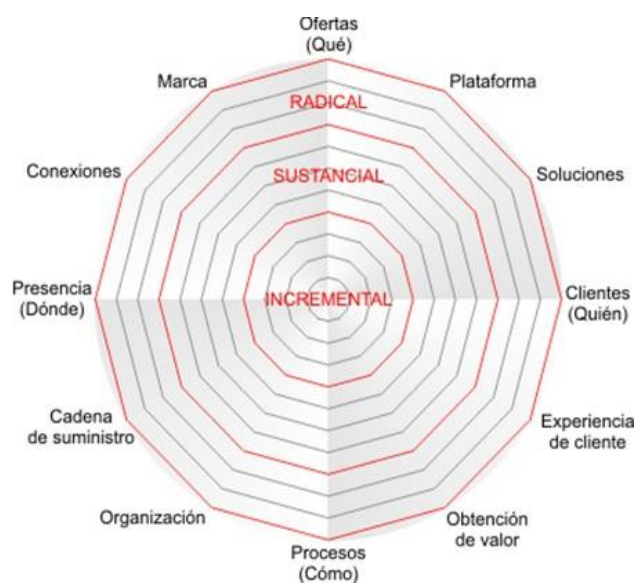 Ofertas
(Qué)
Marca
Plataforma
RADICAL
Conexiones
Soluciones
SUSTANCIAL
Presencia
(Dónde)
INCREMENTAL
Clientes
(Quién)
Cadena
de suministro
Experiencia
de cliente
Organización
Obtención
de valor
Procesos
(Cómo)